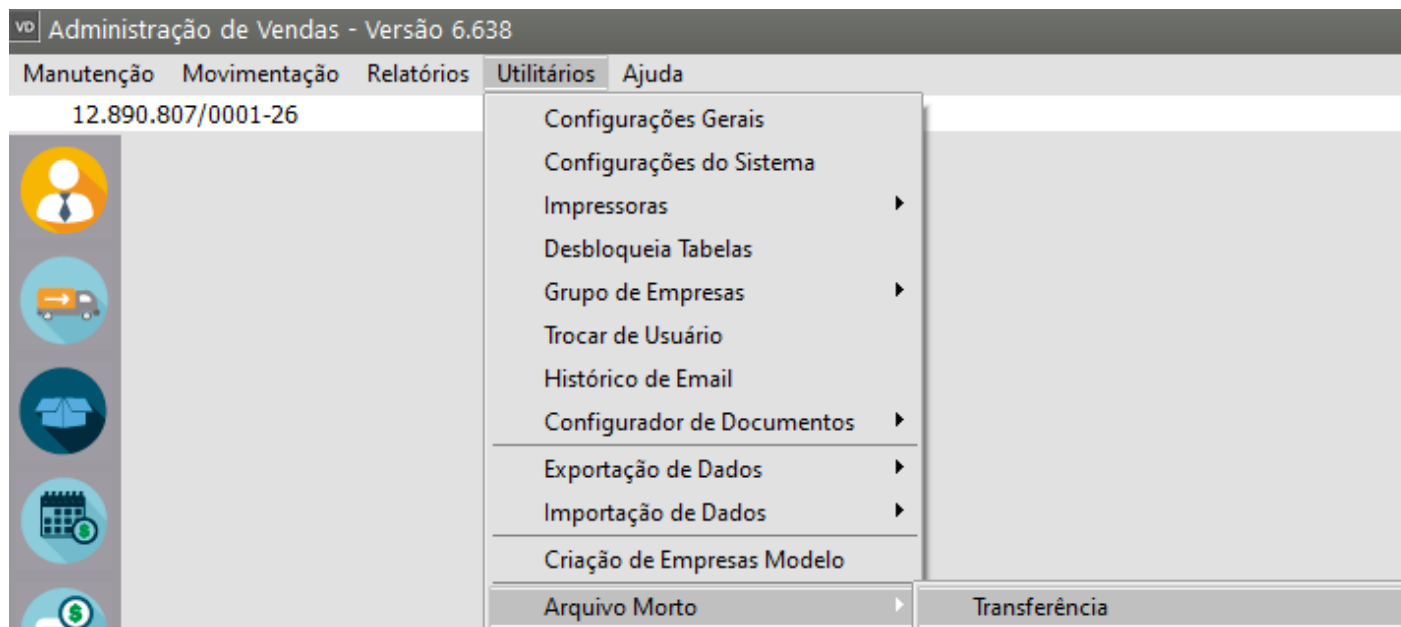 VD Administração de Vendas - Versão 6.638
Manutenção Movimentação Relatórios Utilitários Ajuda
12.890.807/0001-26
Configurações Gerais
Configurações do Sistema
Impressoras
Desbloqueia Tabelas
Grupo de Empresas
Trocar de Usuário
Histórico de Email
Configurador de Documentos
Exportação de Dados
Importação de Dados
Criação de Empresas Modelo
Arquivo Morto Transferência
$
$